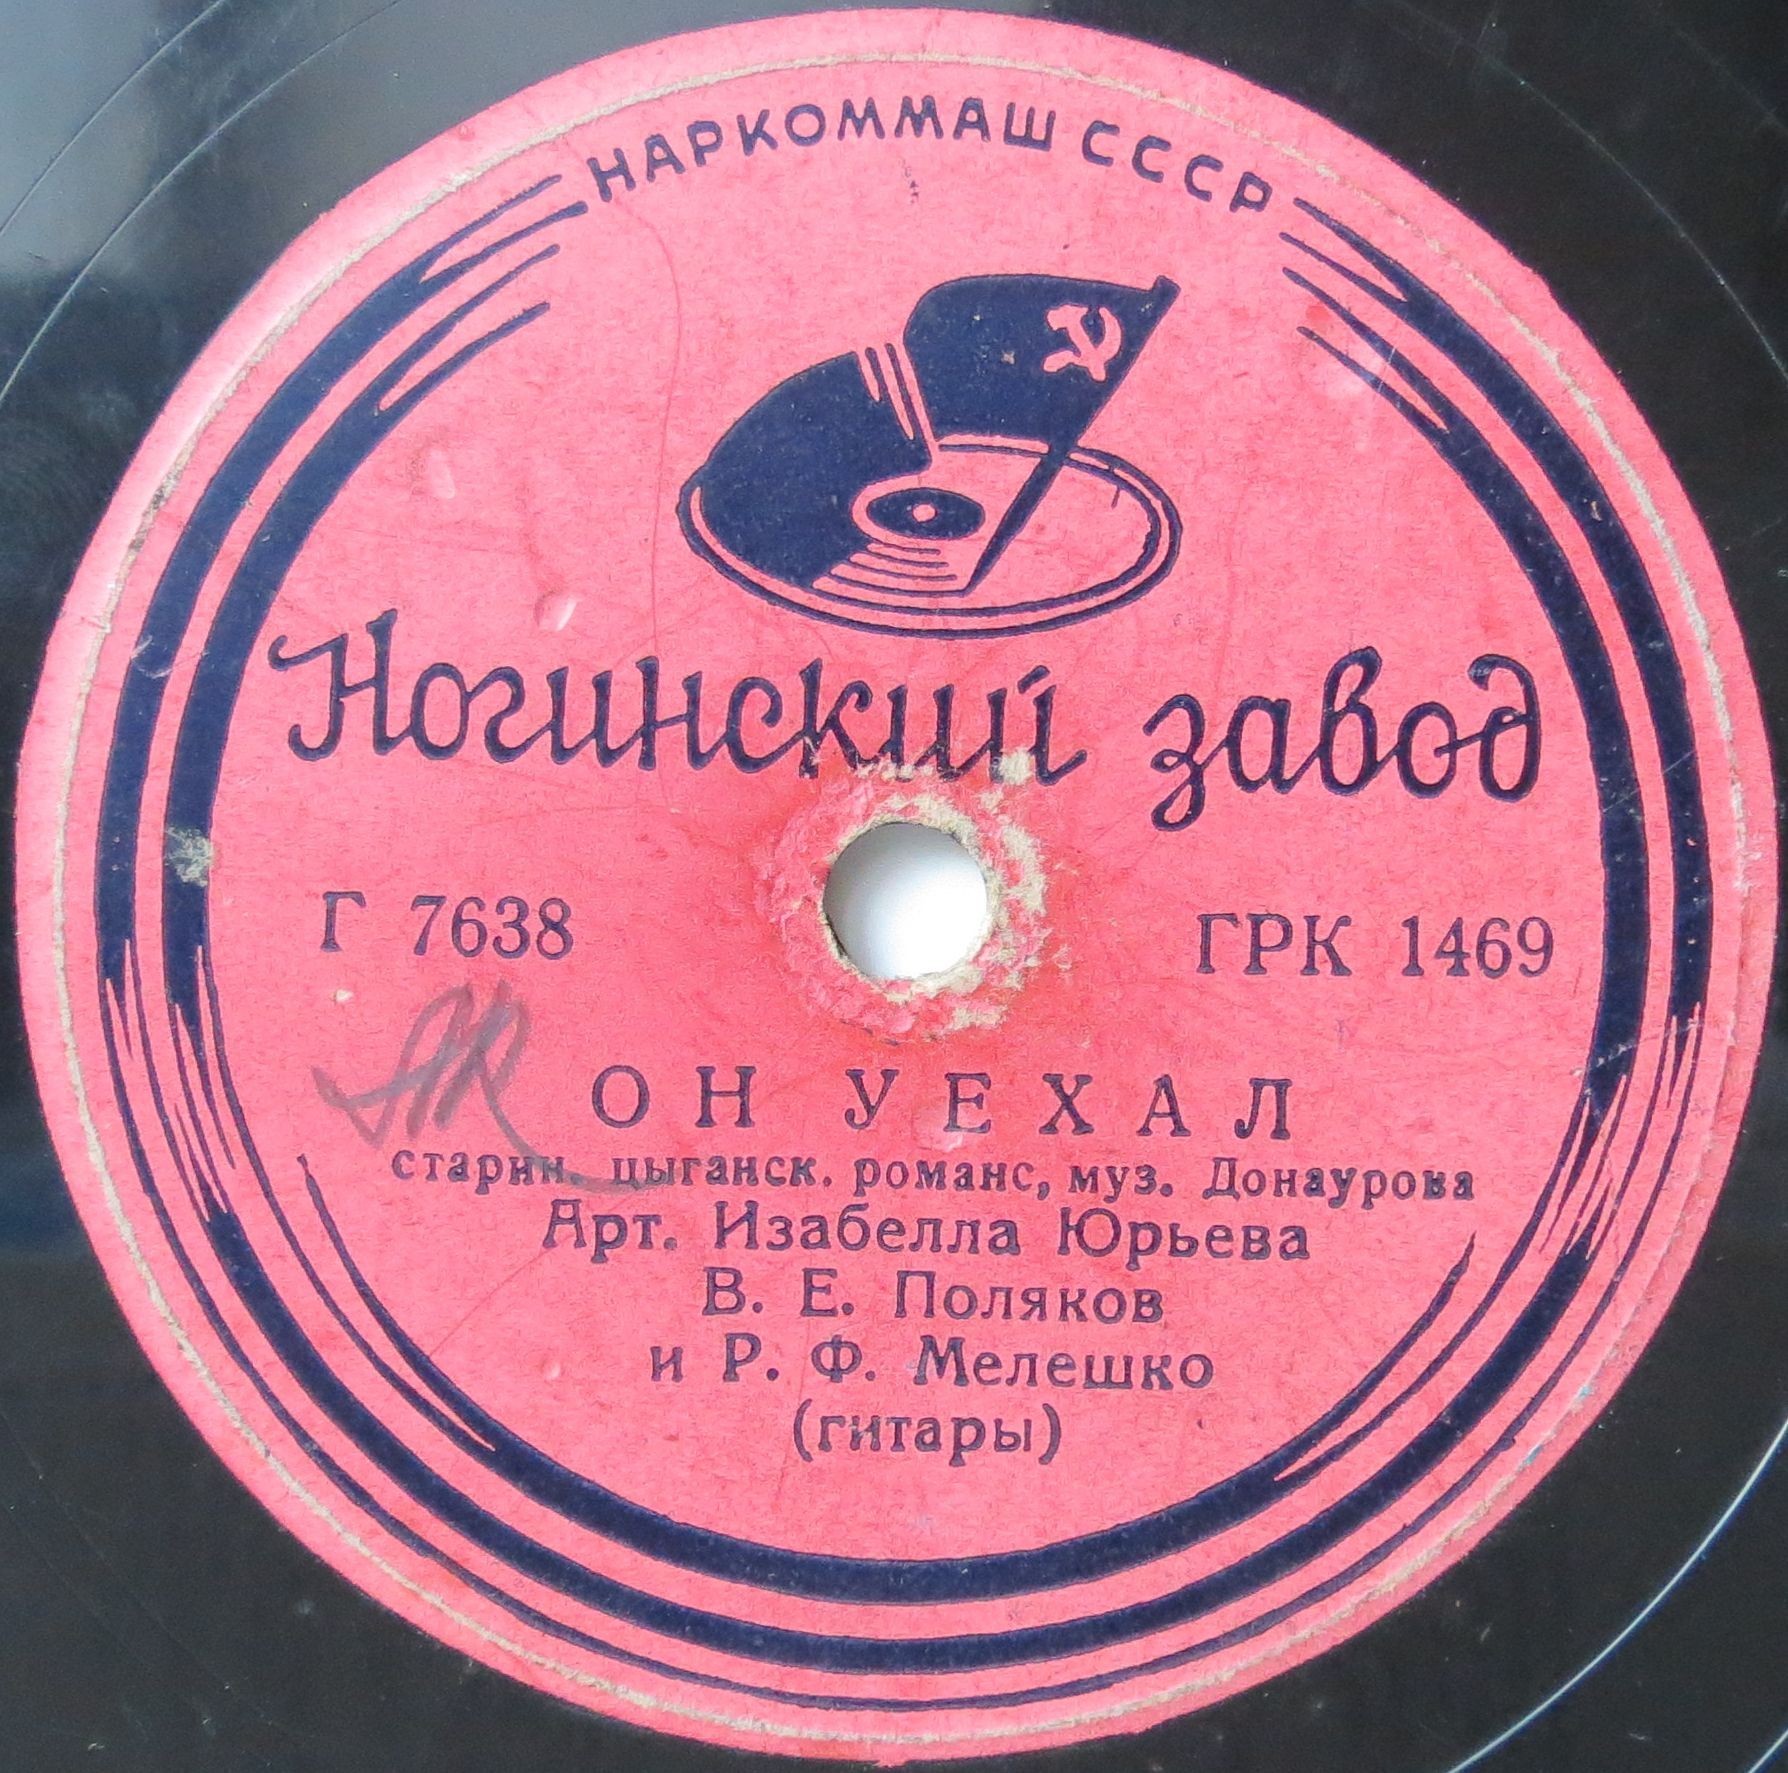 НАРКОММАШ СССР
Ногинский завод
Г 7638
ГРК 1469
ОН УЕХАЛ
старин. цыганск. романс, муз. Донаурова
Арт. Изабелла Юрьева
В. Е. Поляков
и Р. Ф. Мелешко
(гитары)